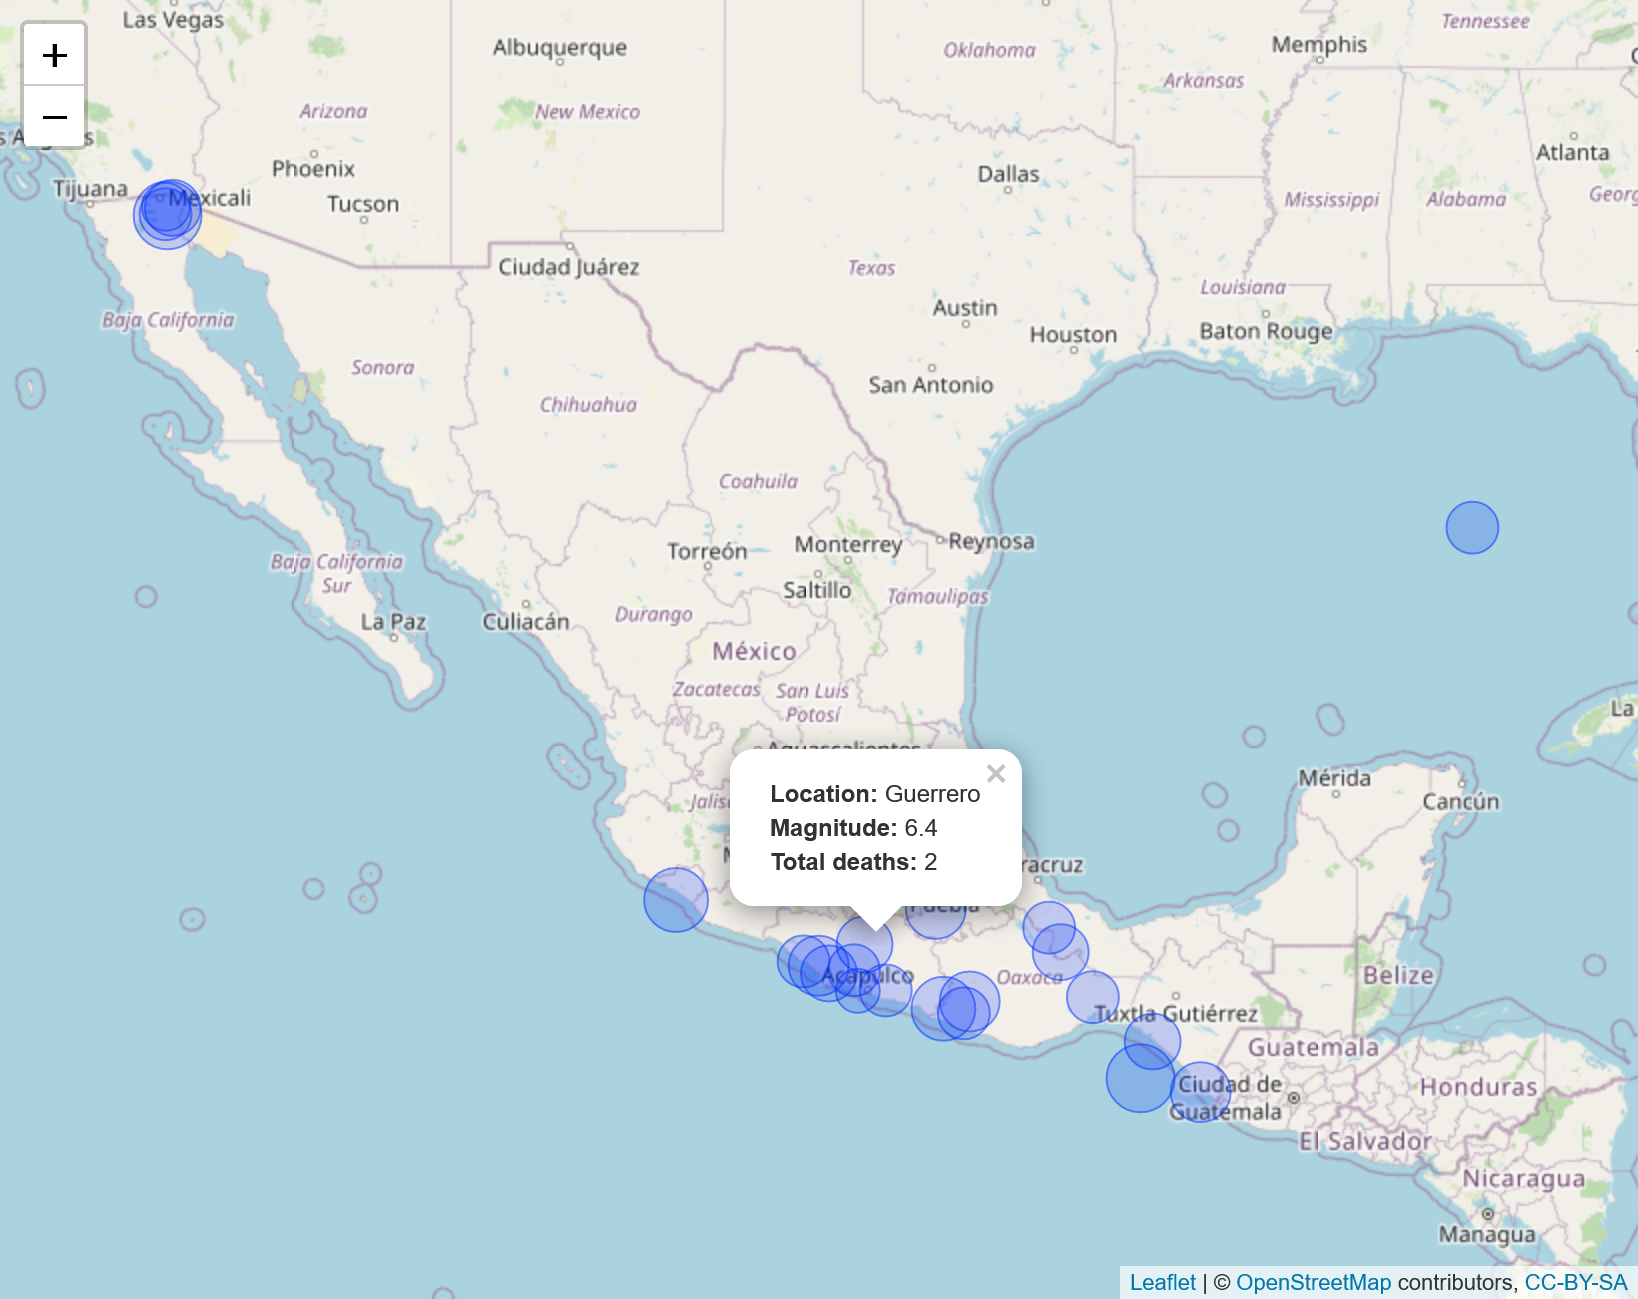 Las Vegas
Albuquerque
Oklahoma
Memphis
Tennessee
Arkansas
Arizona
New Mexico
Atlanta
Phoenix
Dallas
Tijuana
Mexicali
Tucson
Mississippi
Alabama
Ciudad Juárez
Texas
Louisiana
Austin
Baja California
Houston
Baton Rouge
Sonora
San Antonio
Chihuahua
Coahuila
Torreón
Monterrey
Reynosa
Baja California
Sur
Saltillo
Tamaulipas
Durango
La Paz
Culiacán
México
Zacatecas
San Luis
Potosí
La
Aguascalientes
Mérida
Cancún
Jalis
Location: Guerrero
Magnitude: 6.4
Total deaths: 2
×
racruz
Puebla
Acapulco
Oaxaca
Belize
Tuxtla Gutiérrez
Guatemala
Ciudad de
Guatemala
Honduras
El Salvador
Nicaragua
Managua
+
−
Leaflet | © OpenStreetMap contributors, CC-BY-SA